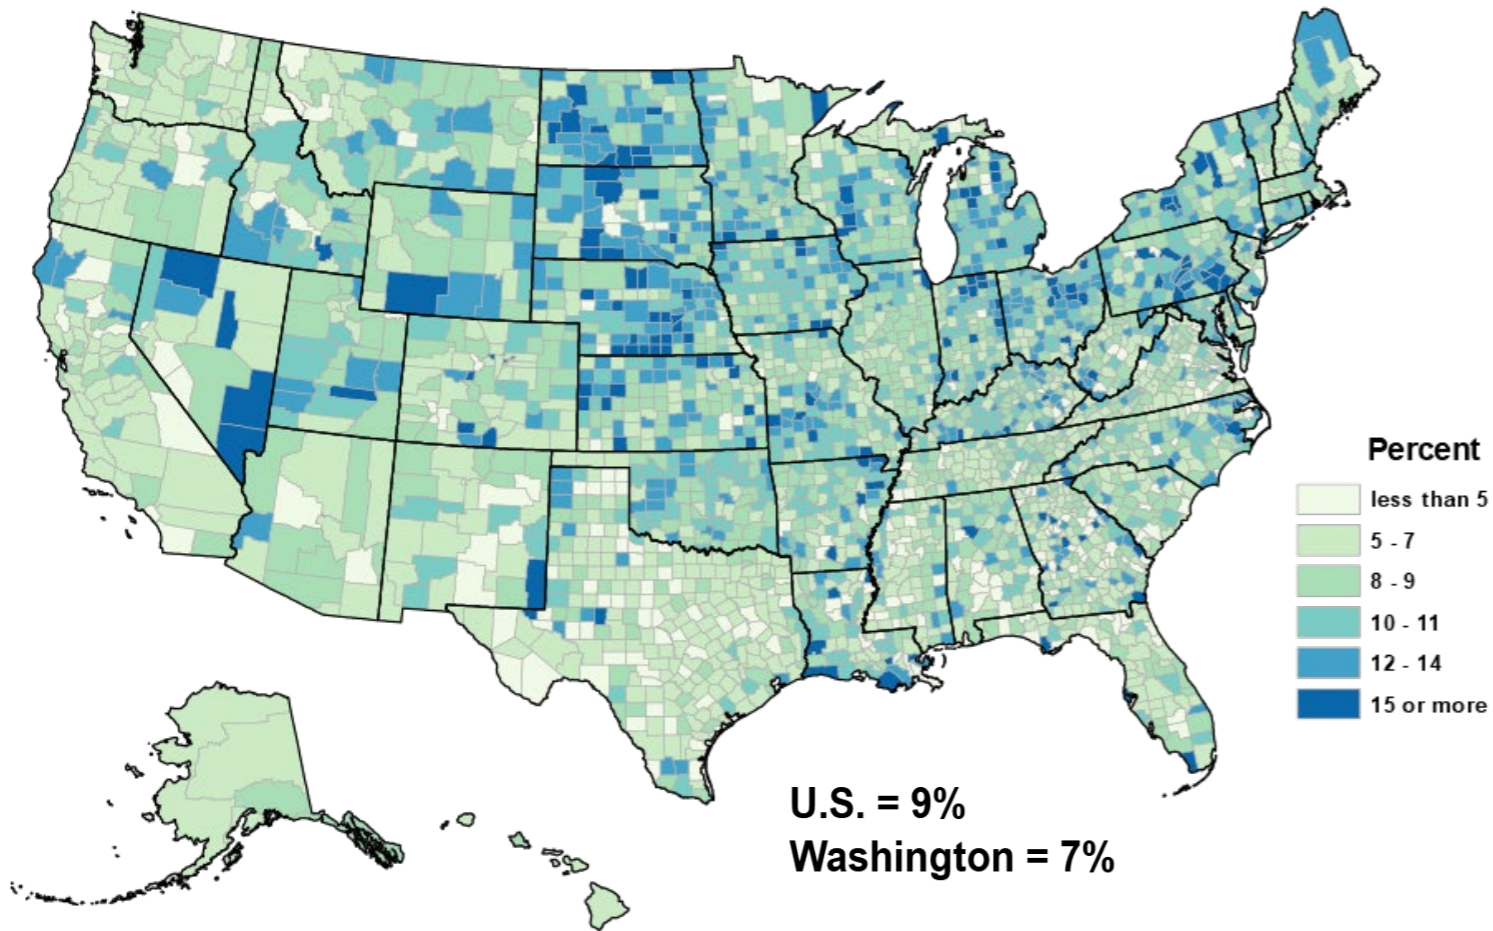 Percent
less than 5
5 - 7
8 - 9
10 - 11
12 - 14
15 or more
U.S. = 9%
Washington = 7%